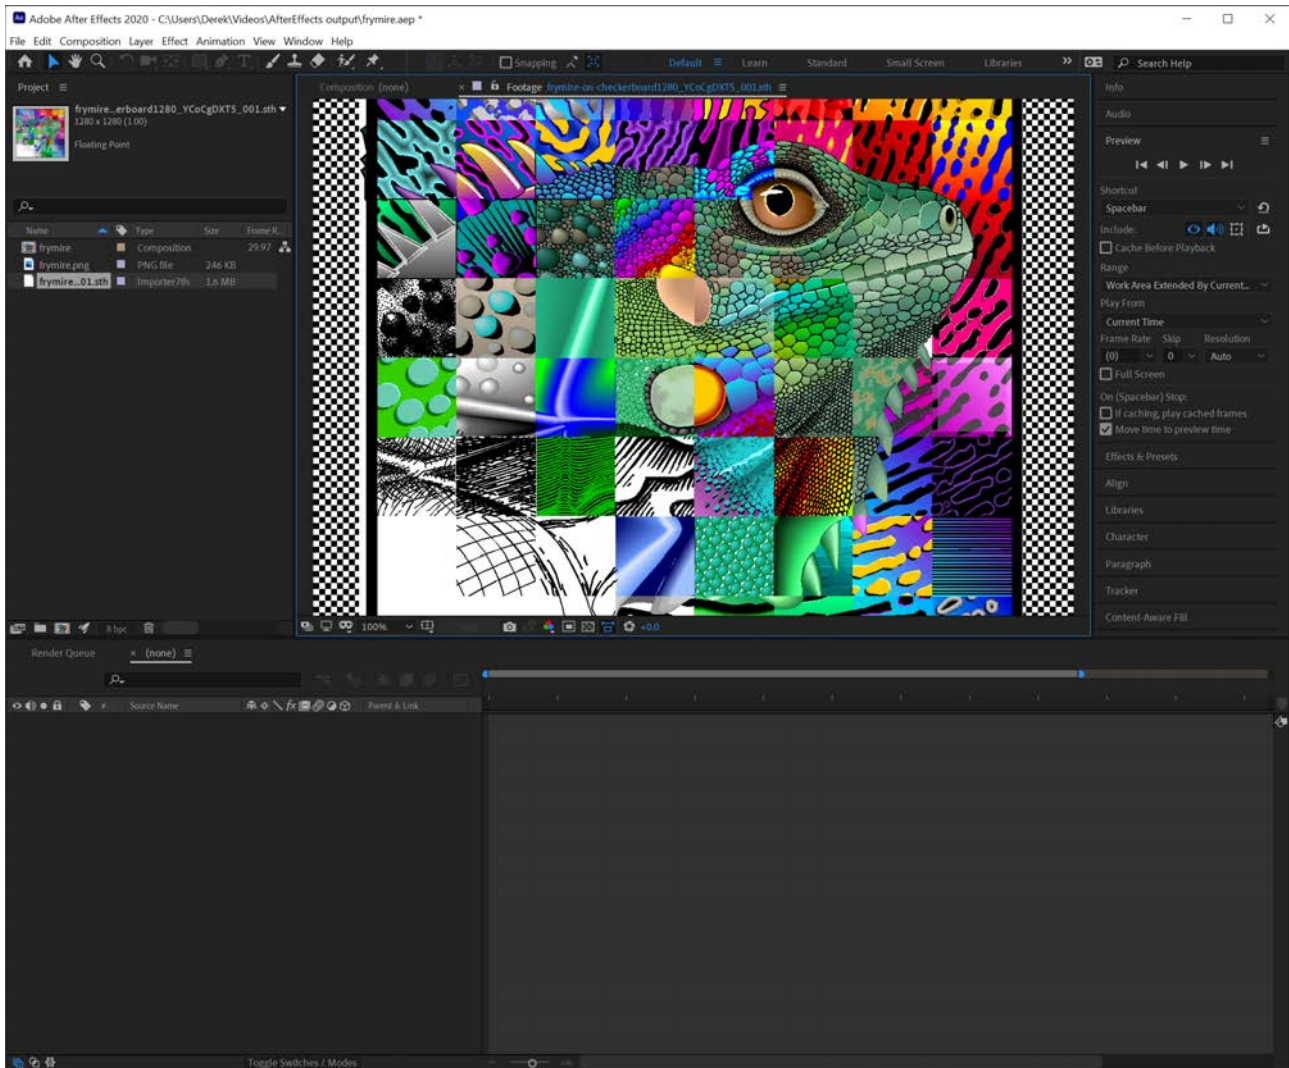 Adobe After Effects 2020 - C:\Users\Derek\Videos\AfterEffects output\frymire.aep *
File Edit Composition Layer Effect Animation View Window Help
Snapping Default Learn Standard Small Screen Libraries Search Help
Project
frymire...erboard1280_YCoCgDXT5_001.sth
1280 x 1280 (1.00)
Floating Point
Name Type Size Frame R...
frymire Composition 29.97
frymire.png PNG file 246 KB
frymire...01.sth Importer7th 1.6 MB
8 bpc
Composition (none) Footage frymire-on-checkerboard1280_YCoCgDXT5_001.sth
100% +0.0
Info
Audio
Preview
Shortcut
Spacebar
Include:
Cache Before Playback
Range
Work Area Extended By Current...
Play From
Current Time
Frame Rate Skip Resolution
(0) 0 Auto
Full Screen
On (Spacebar) Stop:
If caching, play cached frames
Move time to preview time
Effects & Presets
Align
Libraries
Character
Paragraph
Tracker
Content-Aware Fill
Render Queue (none)
# Source Name Parent & Link
Toggle Switches / Modes